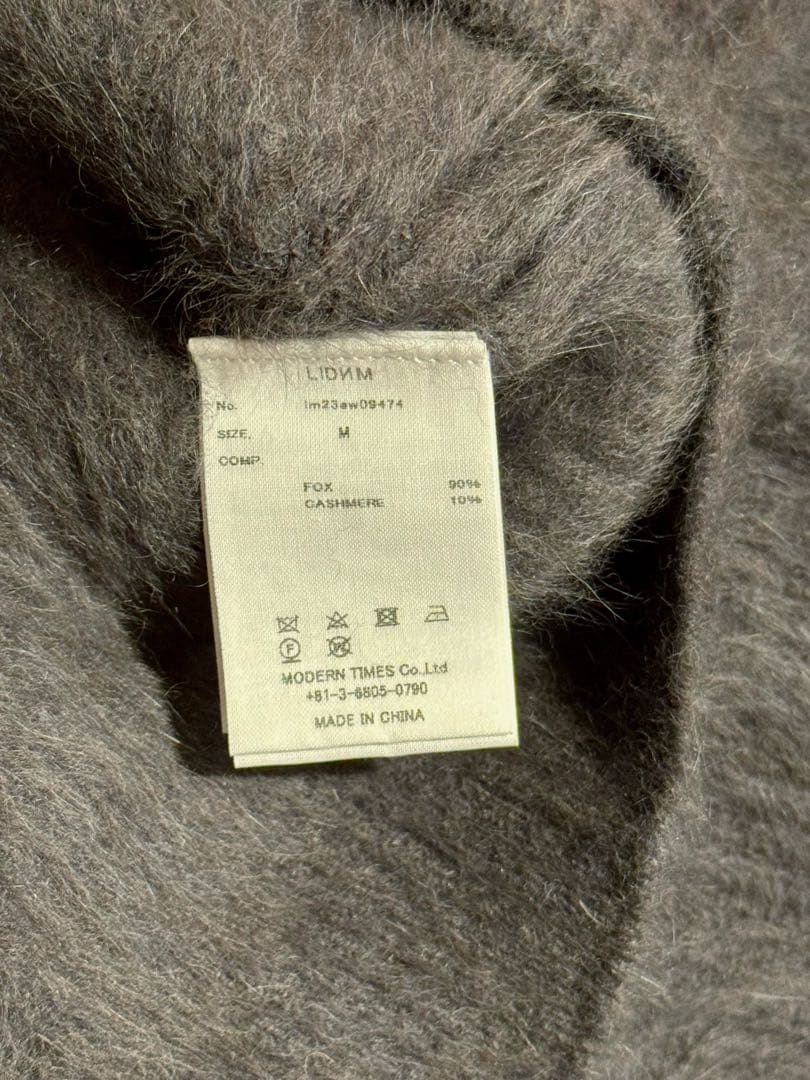 LIDИM
No. lm23aw09474
SIZE. M
COMP.
FOX 90%
CASHMERE 10%
F
W
MODERN TIMES Co.,Ltd
+81-3-6805-0790
MADE IN CHINA